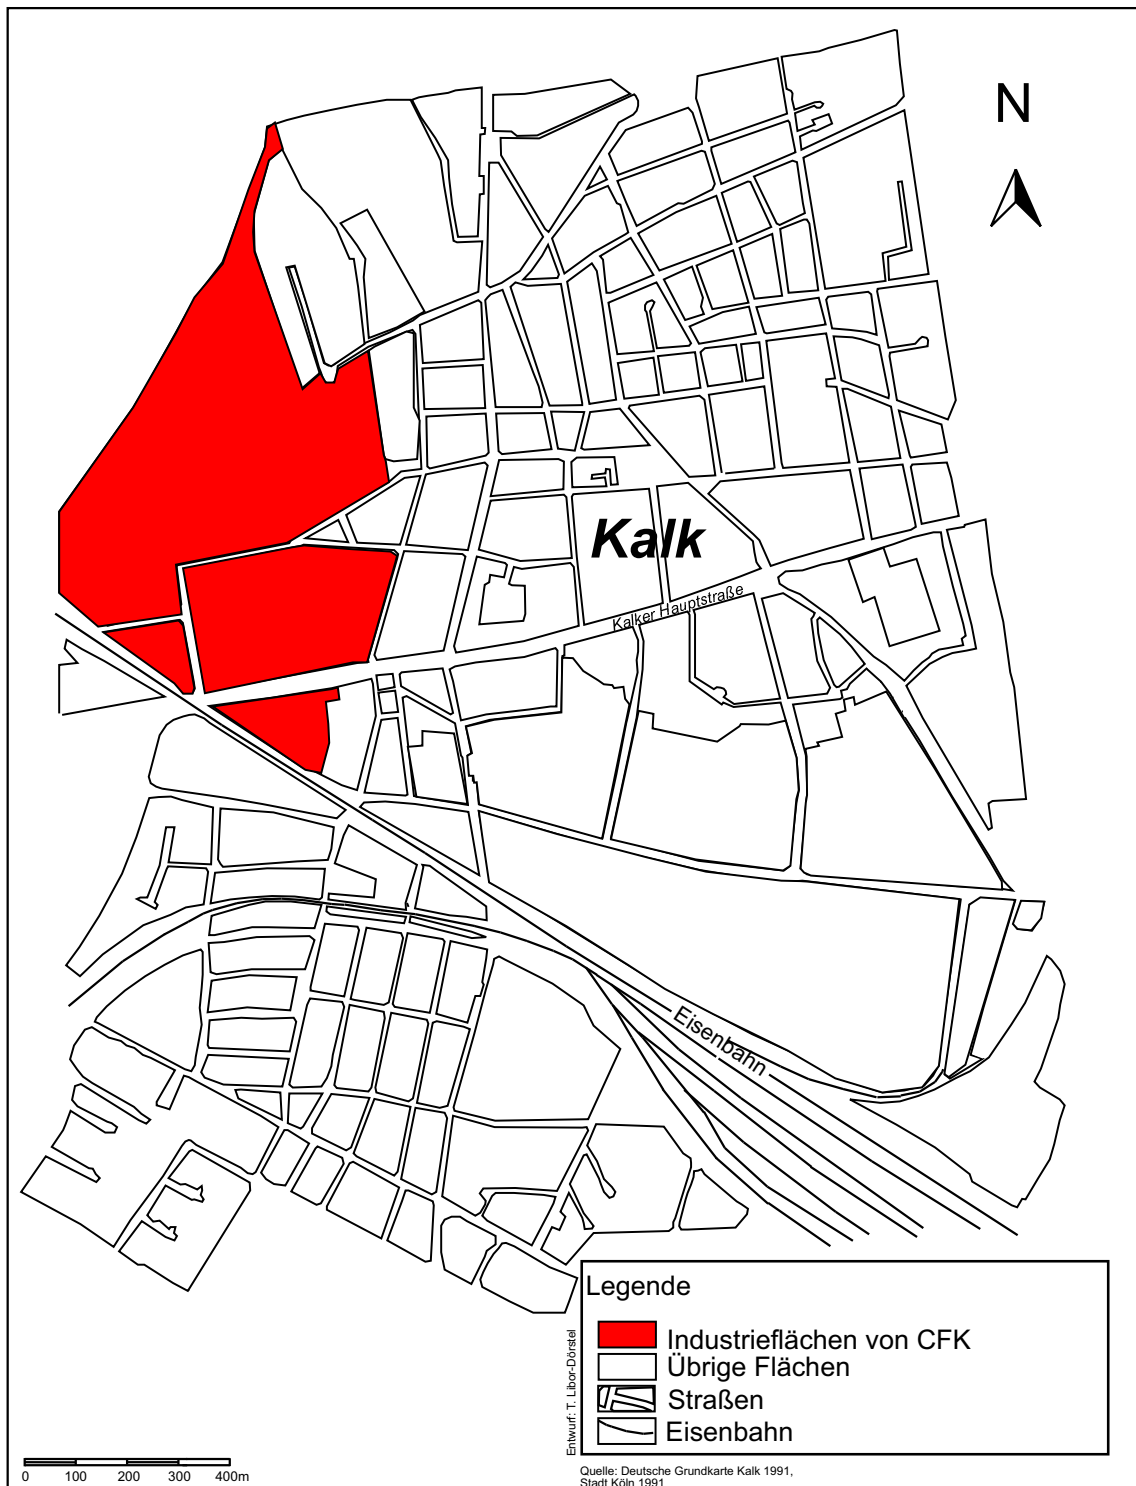 N
Kalk
Kalker Hauptstraße
Eisenbahn
Legende
Industrieflächen von CFK
Übrige Flächen
Straßen
Eisenbahn
Entwurf: T. Libor-Dörstel
0 100 200 300 400m
Quelle: Deutsche Grundkarte Kalk 1991,
Stadt Köln 1991